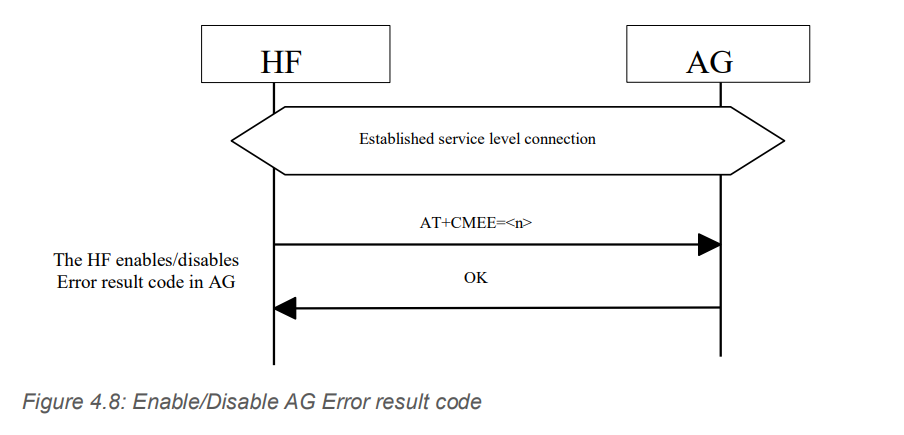 HF
AG
Established service level connection
AT+CMEE=<n>
The HF enables/disables
Error result code in AG
OK
Figure 4.8: Enable/Disable AG Error result code